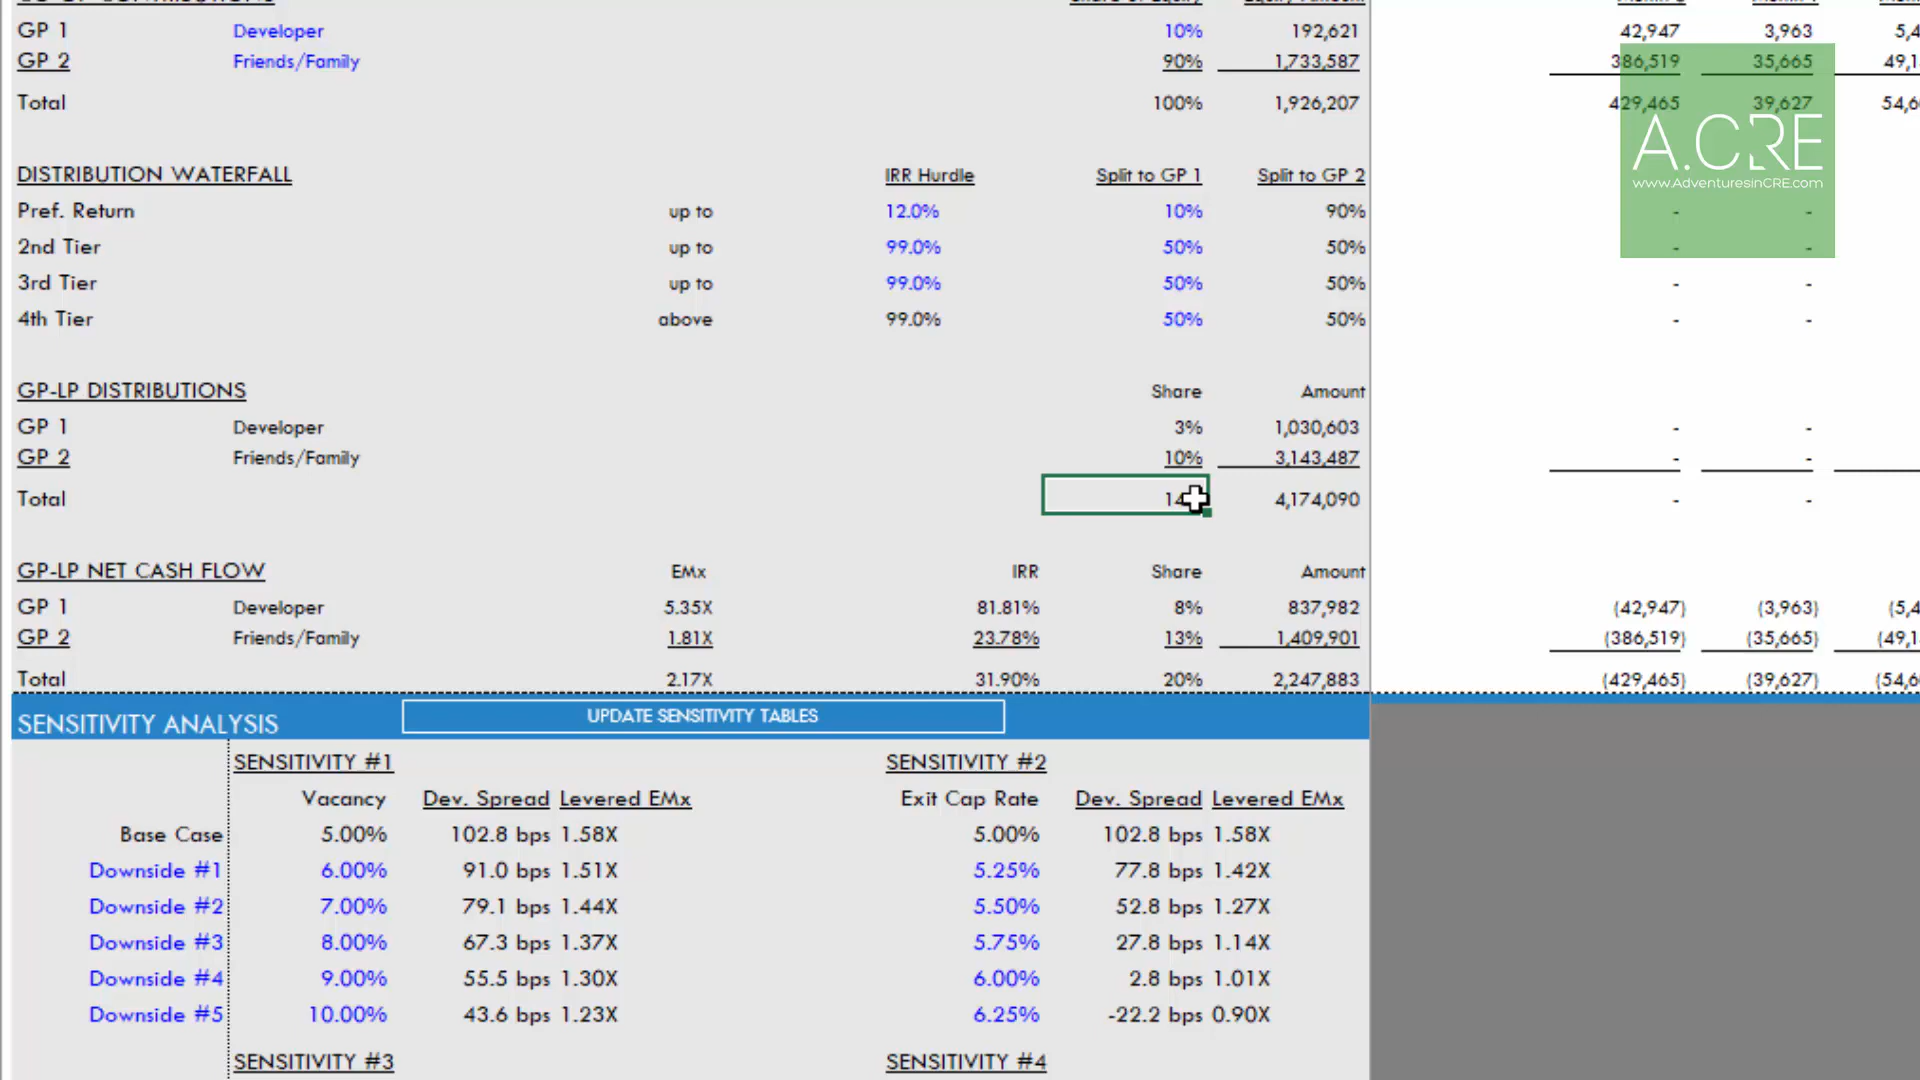 GP 1 Developer 10% 192,621 42,947 3,963 5,4
GP 2 Friends/Family 90% 1,733,587 386,519 35,665 49,1
Total 100% 1,926,207 429,465 39,627 54,6
A.CRE
www.AdventuresinCRE.com
DISTRIBUTION WATERFALL IRR Hurdle Split to GP 1 Split to GP 2
Pref. Return up to 12.0% 10% 90% - -
2nd Tier up to 99.0% 50% 50% - -
3rd Tier up to 99.0% 50% 50% - -
4th Tier above 99.0% 50% 50% - -
GP-LP DISTRIBUTIONS Share Amount
GP 1 Developer 3% 1,030,603 - -
GP 2 Friends/Family 10% 3,143,487 - -
Total 4,174,090 - -
GP-LP NET CASH FLOW EMx IRR Share Amount
GP 1 Developer 5.35X 81.81% 8% 837,982 (42,947) (3,963) (5,4
GP 2 Friends/Family 1.81X 23.78% 13% 1,409,901 (386,519) (35,665) (49,1
Total 2.17X 31.90% 20% 2,247,883 (429,465) (39,627) (54,6
SENSITIVITY ANALYSIS UPDATE SENSITIVITY TABLES
SENSITIVITY #1 SENSITIVITY #2
Vacancy Dev. Spread Levered EMx Exit Cap Rate Dev. Spread Levered EMx
Base Case 5.00% 102.8 bps 1.58X 5.00% 102.8 bps 1.58X
Downside #1 6.00% 91.0 bps 1.51X 5.25% 77.8 bps 1.42X
Downside #2 7.00% 79.1 bps 1.44X 5.50% 52.8 bps 1.27X
Downside #3 8.00% 67.3 bps 1.37X 5.75% 27.8 bps 1.14X
Downside #4 9.00% 55.5 bps 1.30X 6.00% 2.8 bps 1.01X
Downside #5 10.00% 43.6 bps 1.23X 6.25% -22.2 bps 0.90X
SENSITIVITY #3 SENSITIVITY #4